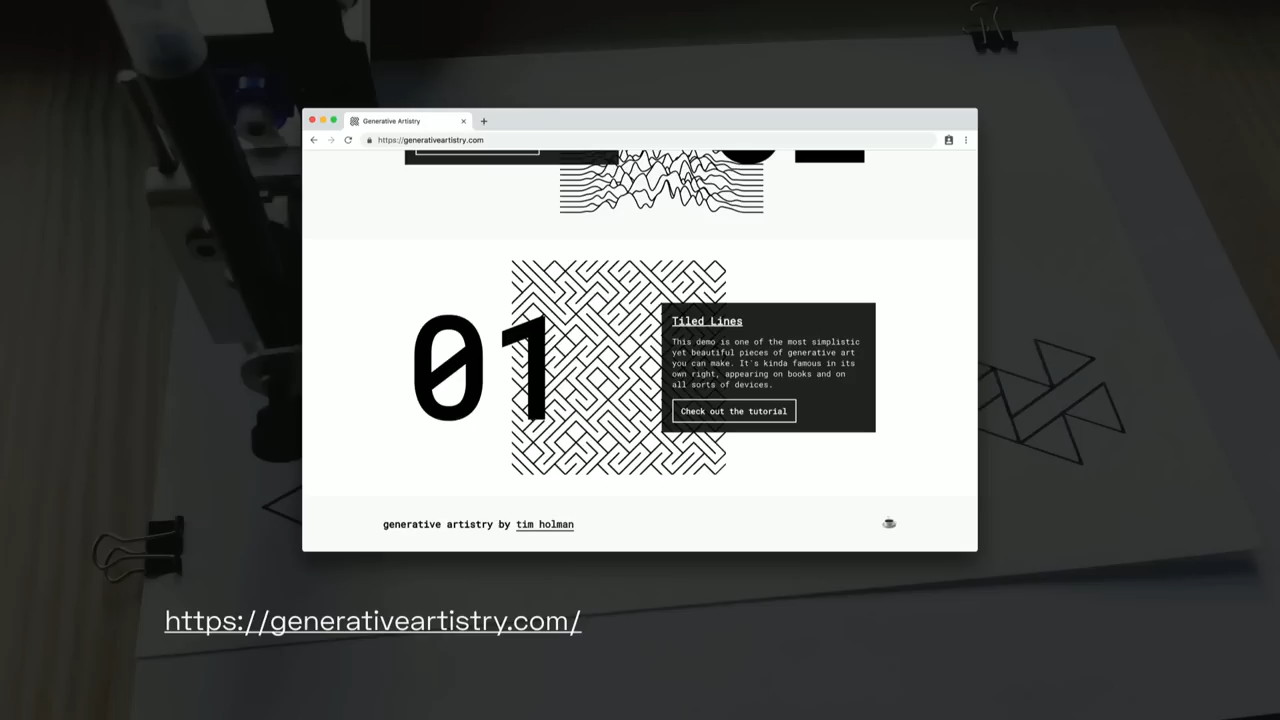 Generative Artistry
https://generativeartistry.com
01
Tiled Lines
This demo is one of the most simplistic
yet beautiful pieces of generative art
you can make. It's kinda famous in its
own right, appearing on books and on
all sorts of devices.
Check out the tutorial
generative artistry by tim holman
https://generativeartistry.com/